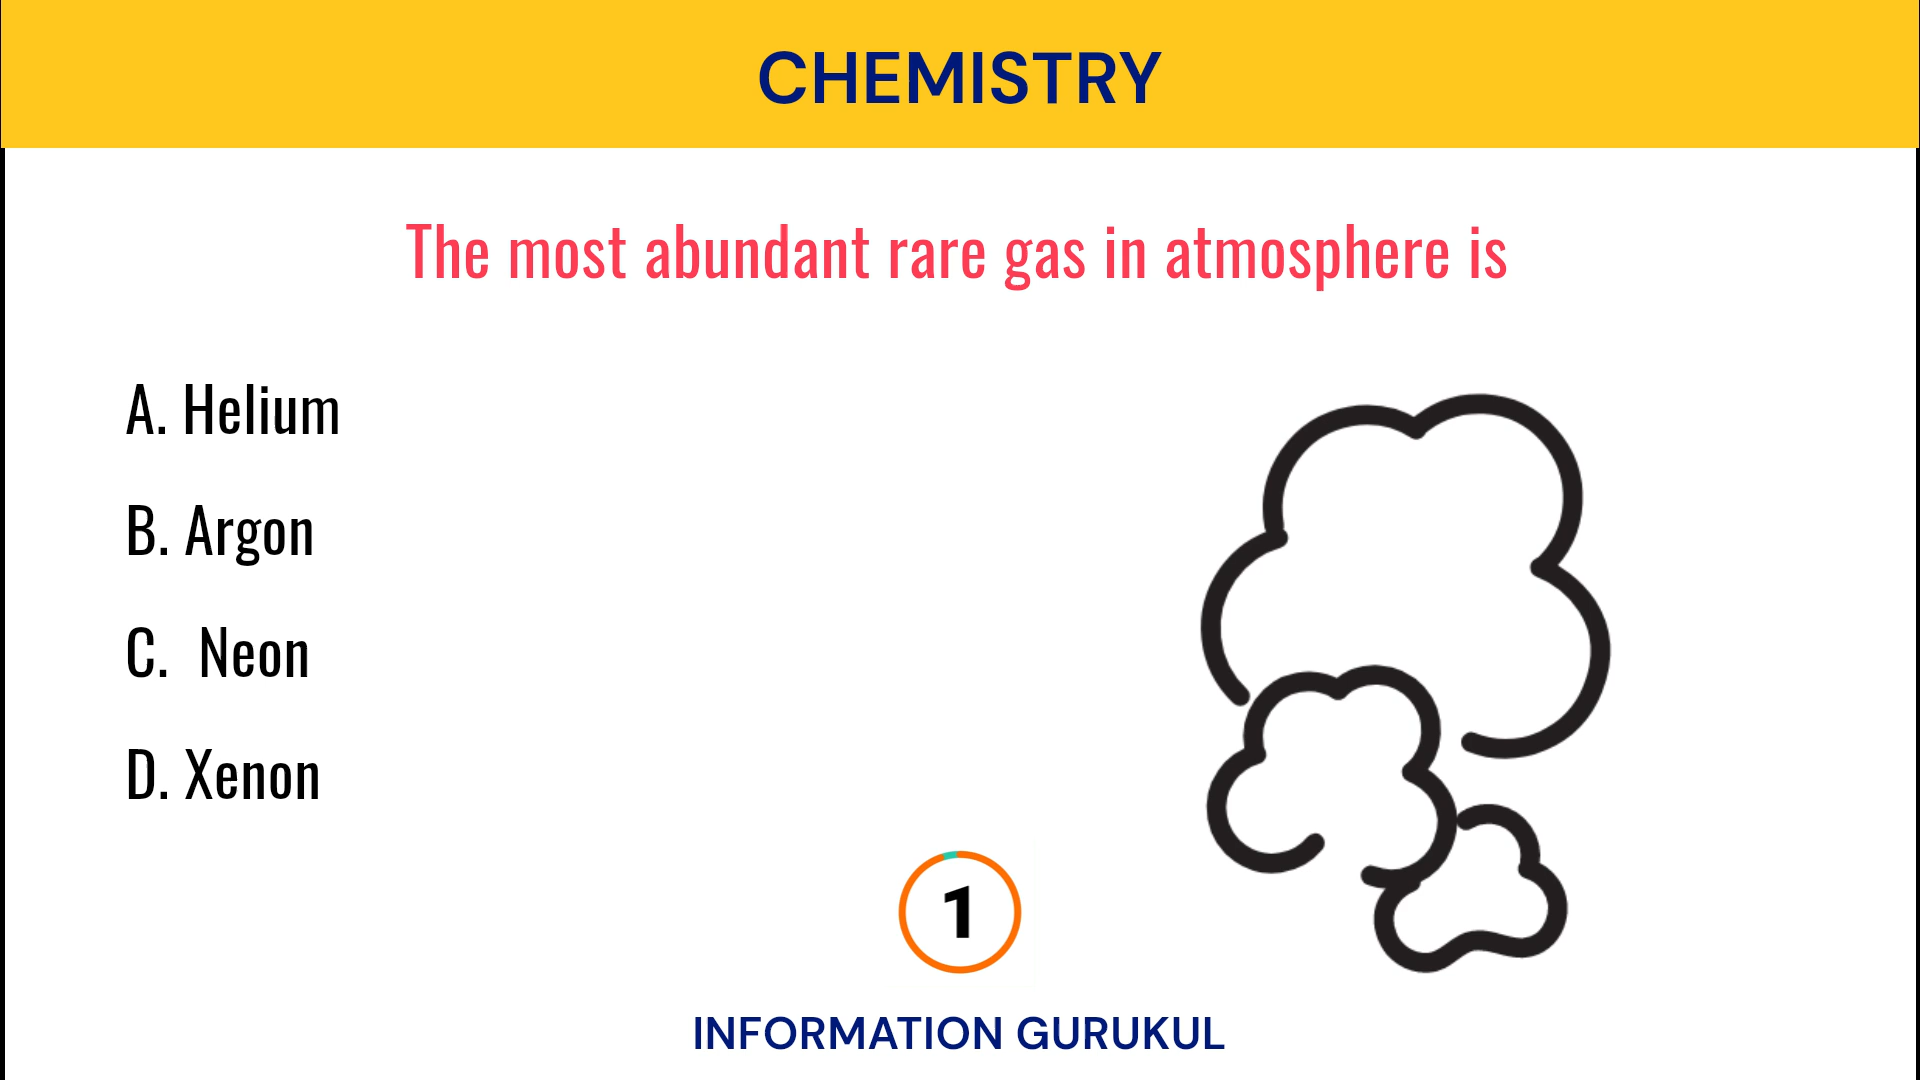 CHEMISTRY
The most abundant rare gas in atmosphere is
A. Helium
B. Argon
C. Neon
D. Xenon
1
INFORMATION GURUKUL